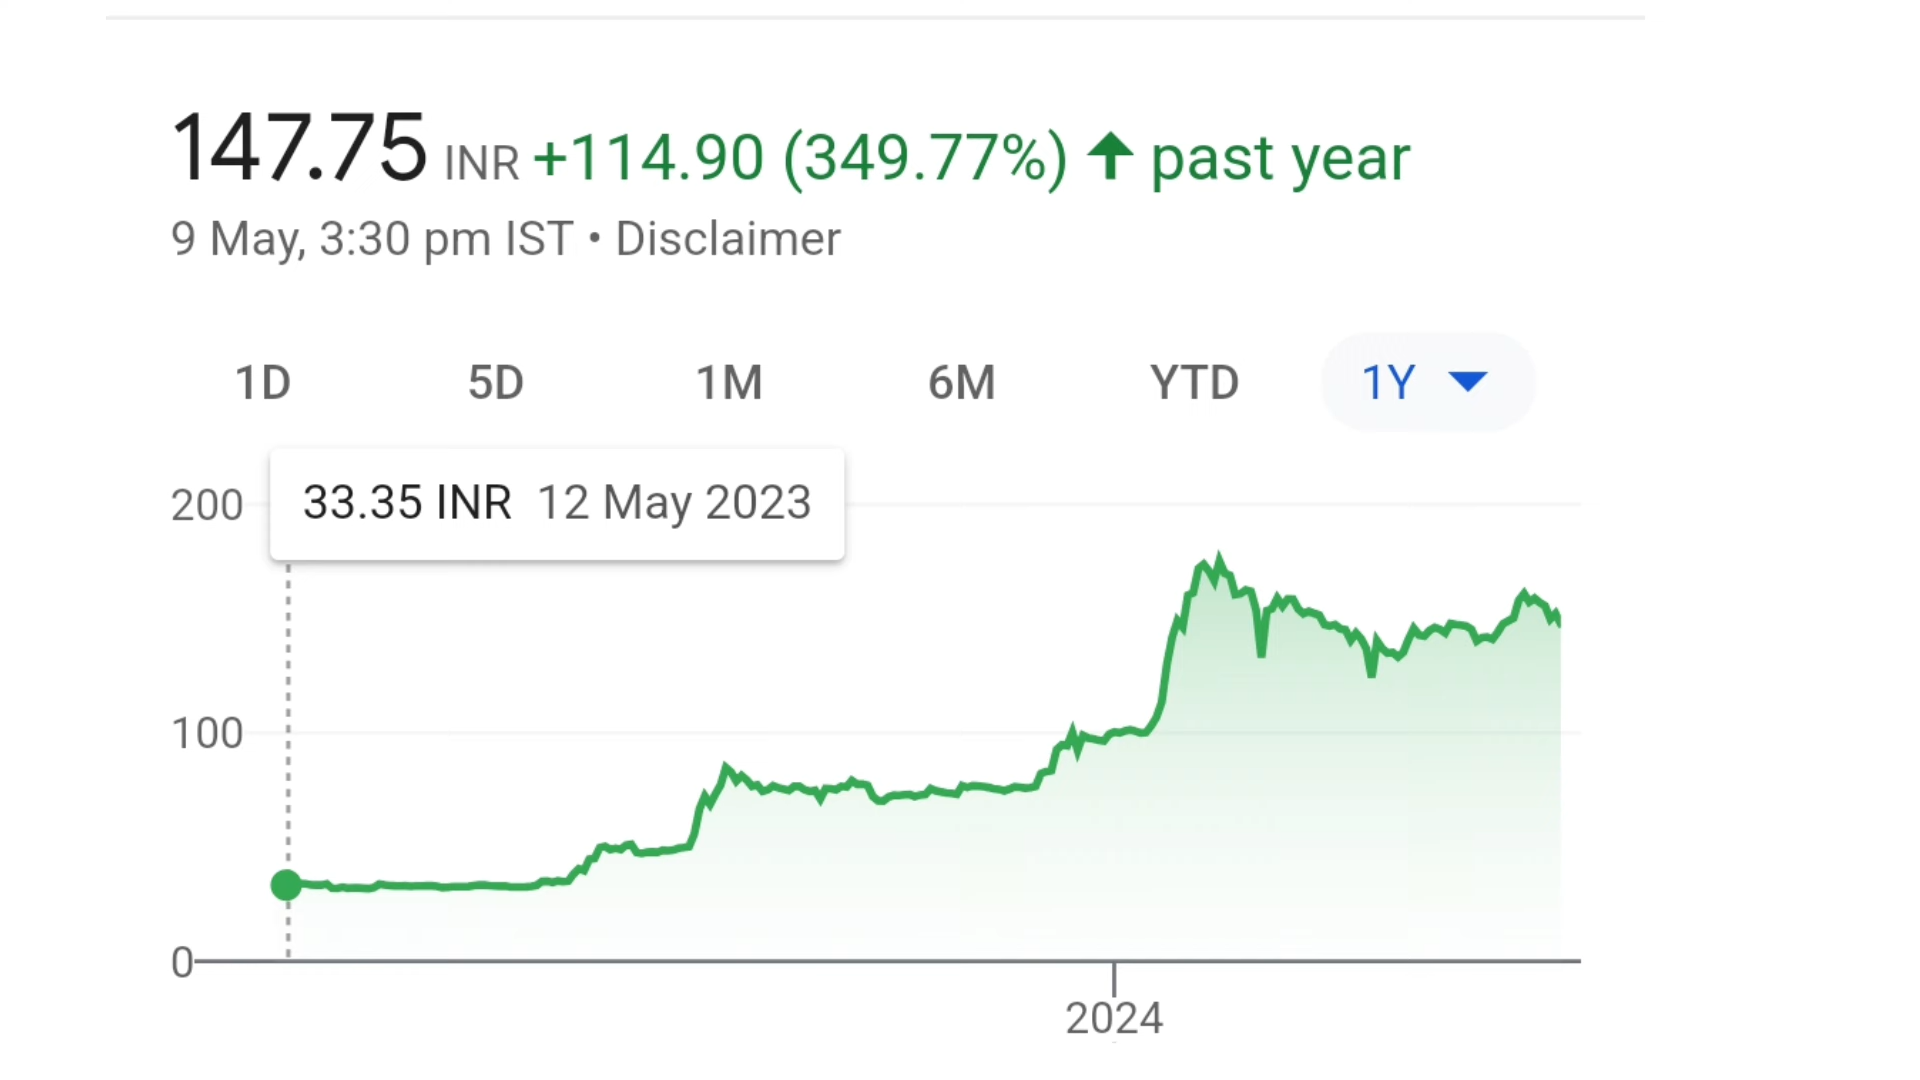 147.75 INR +114.90 (349.77%) ↑ past year
9 May, 3:30 pm IST • Disclaimer
1D 5D 1M 6M YTD 1Y
33.35 INR 12 May 2023
200
100
0
2024